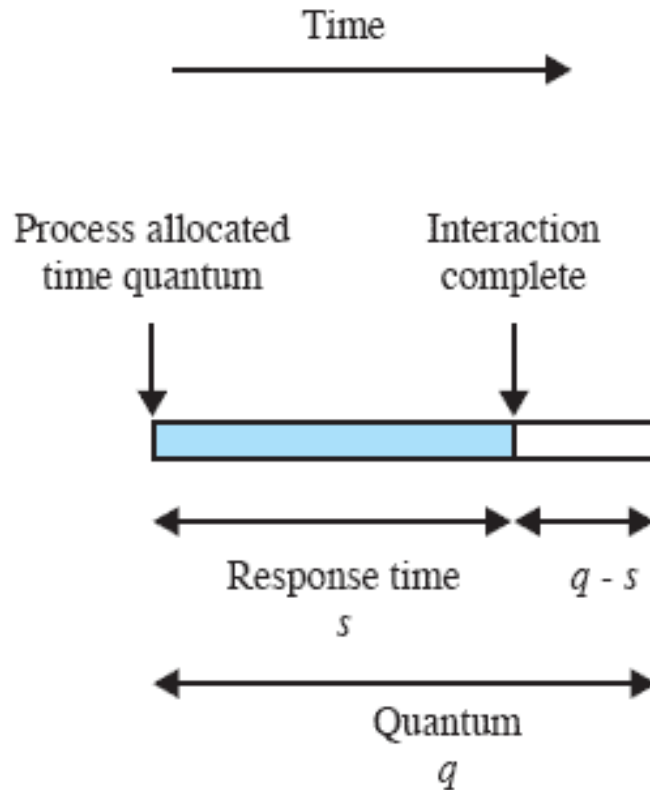 Time
Process allocated
time quantum
Interaction
complete
Response time
s
q - s
Quantum
q